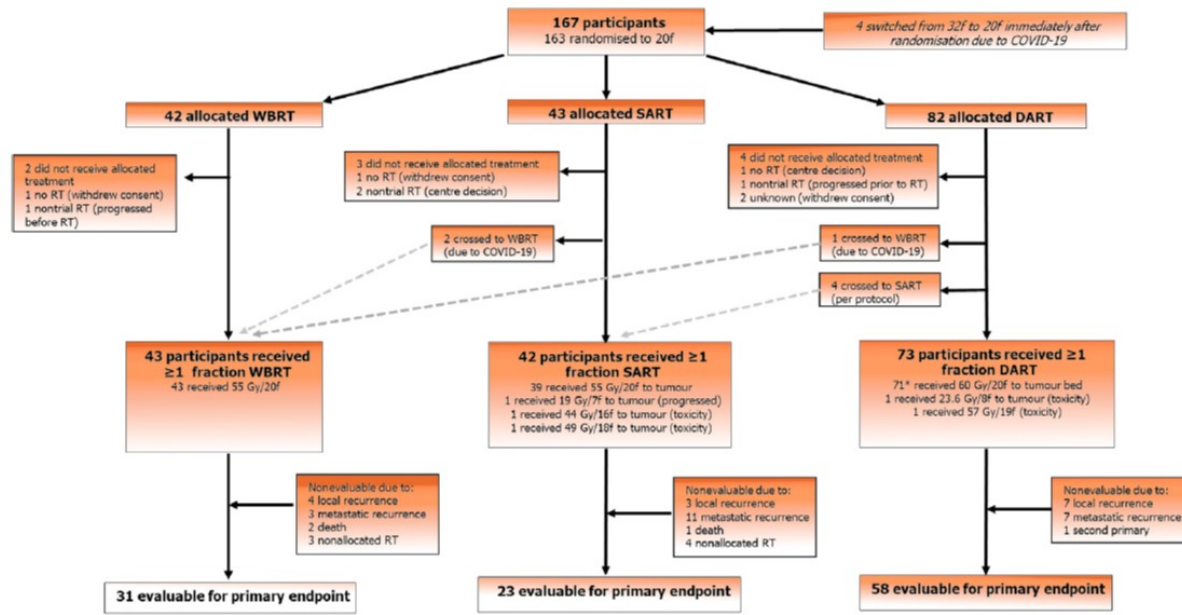 167 participants
163 randomised to 20f
4 switched from 32f to 20f immediately after
randomisation due to COVID-19
42 allocated WBRT
43 allocated SART
82 allocated DART
2 did not receive allocated
treatment
1 no RT (withdrew consent)
1 nontrial RT (progressed
before RT)
3 did not receive allocated treatment
1 no RT (withdrew consent)
2 nontrial RT (centre decision)
4 did not receive allocated treatment
1 no RT (centre decision)
1 nontrial RT (progressed prior to RT)
2 unknown (withdrew consent)
2 crossed to WBRT
(due to COVID-19)
1 crossed to WBRT
(due to COVID-19)
4 crossed to SART
(per protocol)
43 participants received
≥1 fraction WBRT
43 received 55 Gy/20f
42 participants received ≥1
fraction SART
39 received 55 Gy/20f to tumour
1 received 19 Gy/7f to tumour (progressed)
1 received 44 Gy/16f to tumour (toxicity)
1 received 49 Gy/18f to tumour (toxicity)
73 participants received ≥1
fraction DART
71* received 60 Gy/20f to tumour bed
1 received 23.6 Gy/8f to tumour (toxicity)
1 received 57 Gy/19f (toxicity)
Nonevaluable due to:
4 local recurrence
3 metastatic recurrence
2 death
3 nonallocated RT
Nonevaluable due to:
3 local recurrence
11 metastatic recurrence
1 death
4 nonallocated RT
Nonevaluable due to:
7 local recurrence
7 metastatic recurrence
1 second primary
31 evaluable for primary endpoint
23 evaluable for primary endpoint
58 evaluable for primary endpoint